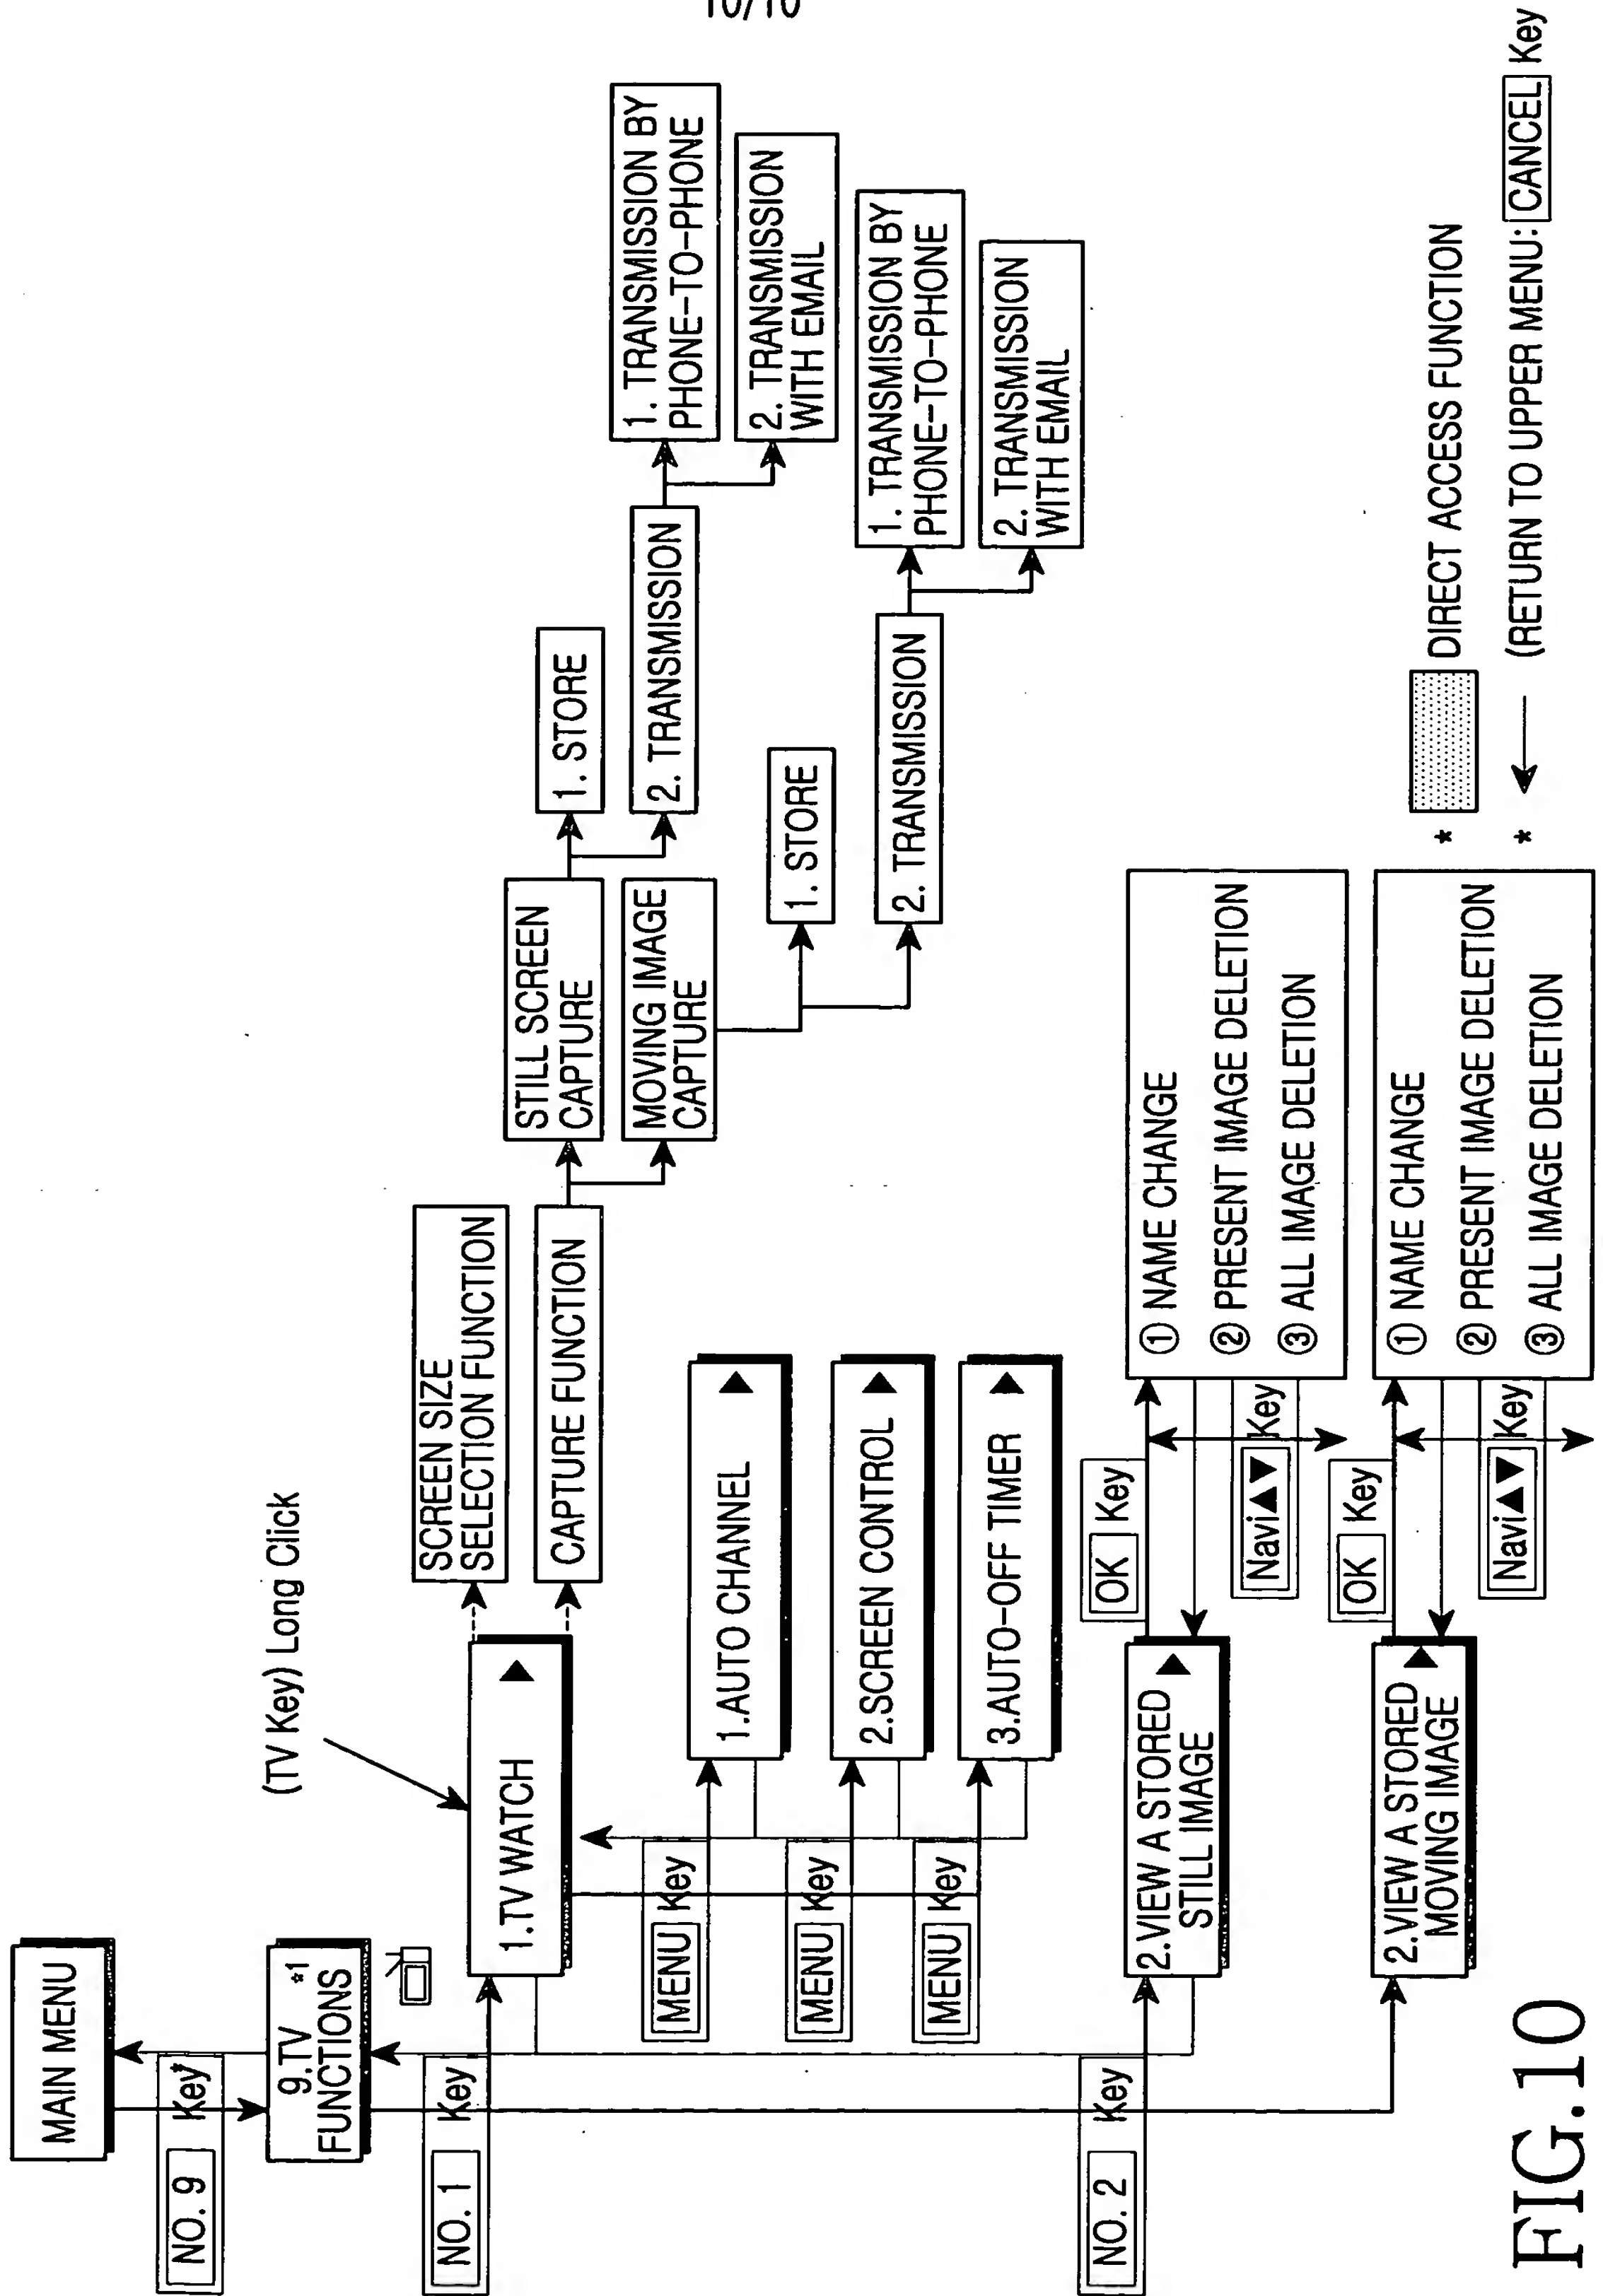 10/10
MAIN MENU
NO. 9 Key
9.TV *1
FUNCTIONS
NO. 1 Key
(TV Key) Long Click
1.TV WATCH ▶
SCREEN SIZE
SELECTION FUNCTION
CAPTURE FUNCTION
STILL SCREEN
CAPTURE
MOVING IMAGE
CAPTURE
1. STORE
2. TRANSMISSION
1. TRANSMISSION BY
PHONE-TO-PHONE
2. TRANSMISSION
WITH EMAIL
1. STORE
2. TRANSMISSION
1. TRANSMISSION BY
PHONE-TO-PHONE
2. TRANSMISSION
WITH EMAIL
MENU Key
1.AUTO CHANNEL ▶
MENU Key
2.SCREEN CONTROL ▶
MENU Key
3.AUTO-OFF TIMER ▶
NO. 2 Key
2.VIEW A STORED
STILL IMAGE ▶
OK Key
Navi▲▼ Key
① NAME CHANGE
② PRESENT IMAGE DELETION
③ ALL IMAGE DELETION
2.VIEW A STORED
MOVING IMAGE ▶
OK Key
Navi▲▼ Key
① NAME CHANGE
② PRESENT IMAGE DELETION
③ ALL IMAGE DELETION
* DIRECT ACCESS FUNCTION
* ← (RETURN TO UPPER MENU: CANCEL Key
FIG.10